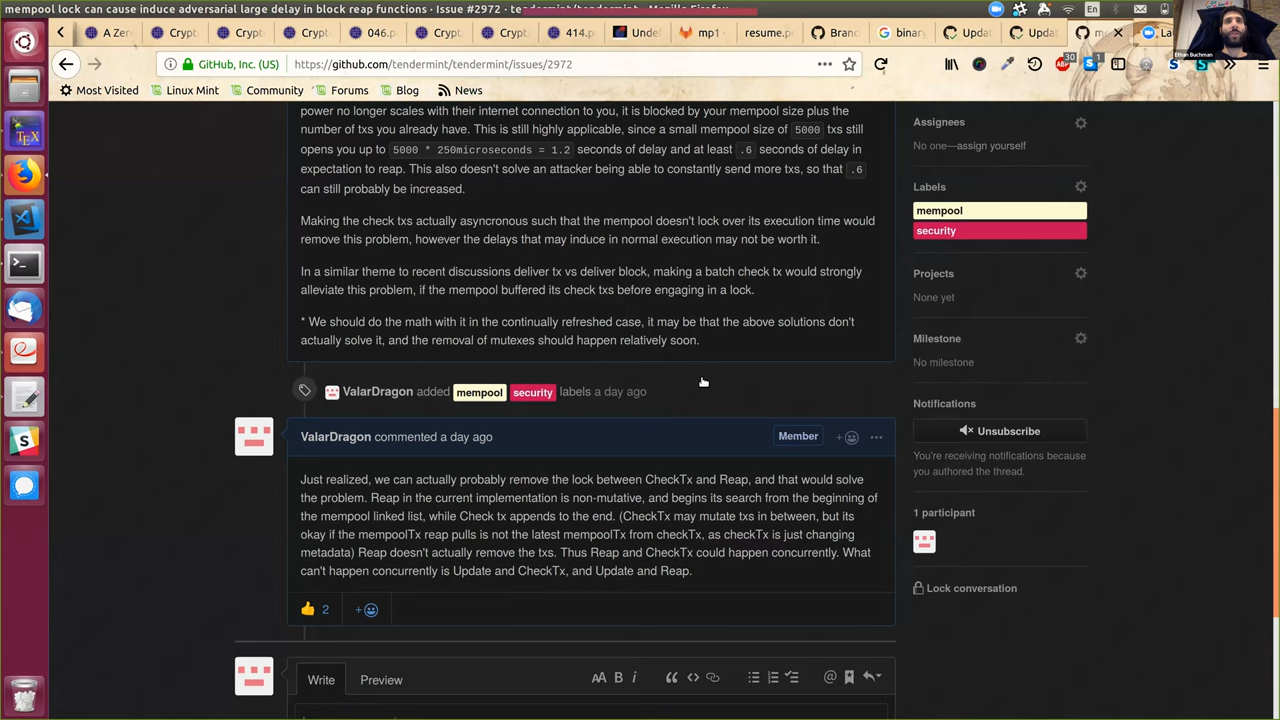 mempool lock can cause induce adversarial large delay in block reap functions · Issue #2972 · tendermint/tendermint - Mozilla Firefox
En
A Zero
Crypt
Crypt
Crypt
046.p
Crypt
414.p
Unde
mp1
resume.p
Branc
binary
Updat
Updat
me
La
Ethan Buchman
GitHub, Inc. (US)
https://github.com/tendermint/tendermint/issues/2972
30
1
Most Visited
Linux Mint
Community
Forums
Blog
News
power no longer scales with their internet connection to you, it is blocked by your mempool size plus the
number of txs you already have. This is still highly applicable, since a small mempool size of 5000 txs still
opens you up to 5000 * 250microseconds = 1.2 seconds of delay and at least .6 seconds of delay in
expectation to reap. This also doesn't solve an attacker being able to constantly send more txs, so that .6
can still probably be increased.
Making the check txs actually asyncronous such that the mempool doesn't lock over its execution time would
remove this problem, however the delays that may induce in normal execution may not be worth it.
In a similar theme to recent discussions deliver tx vs deliver block, making a batch check tx would strongly
alleviate this problem, if the mempool buffered its check txs before engaging in a lock.
* We should do the math with it in the continually refreshed case, it may be that the above solutions don't
actually solve it, and the removal of mutexes should happen relatively soon.
ValarDragon added mempool security labels a day ago
ValarDragon commented a day ago
Member
Just realized, we can actually probably remove the lock between CheckTx and Reap, and that would solve
the problem. Reap in the current implementation is non-mutative, and begins its search from the beginning of
the mempool linked list, while Check tx appends to the end. (CheckTx may mutate txs in between, but its
okay if the mempoolTx reap pulls is not the latest mempoolTx from checkTx, as checkTx is just changing
metadata) Reap doesn't actually remove the txs. Thus Reap and CheckTx could happen concurrently. What
can't happen concurrently is Update and CheckTx, and Update and Reap.
2
Write
Preview
Assignees
No one—assign yourself
Labels
mempool
security
Projects
None yet
Milestone
No milestone
Notifications
Unsubscribe
You're receiving notifications because
you authored the thread.
1 participant
Lock conversation